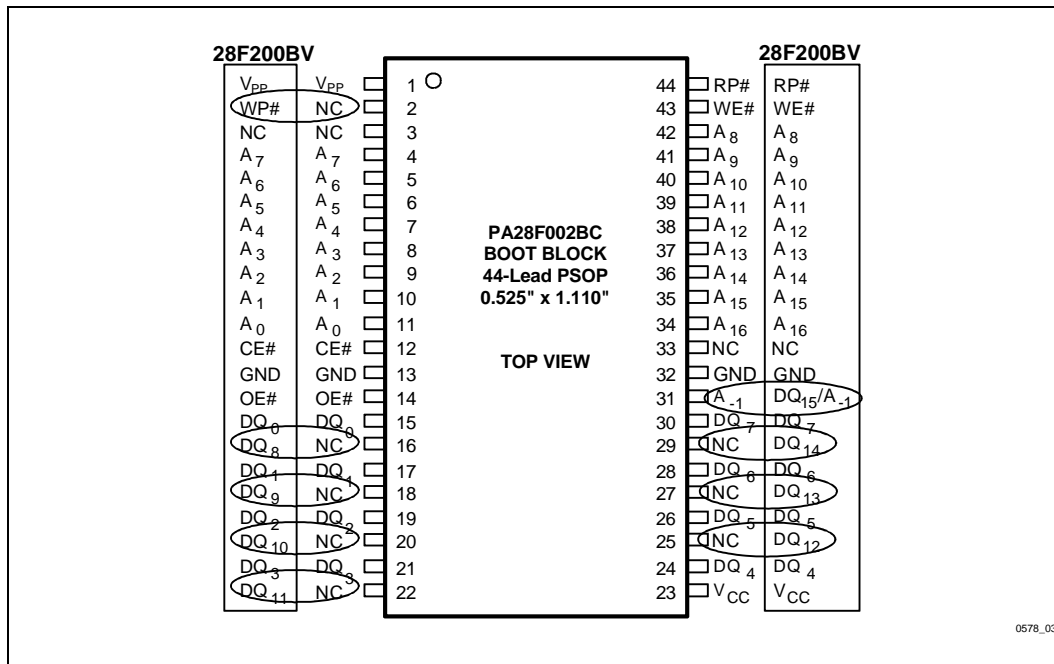 28F200BV 28F200BV
VPP VPP 1 44 RP# RP#
WP# NC 2 43 WE# WE#
NC NC 3 42 A8 A8
A7 A7 4 41 A9 A9
A6 A6 5 40 A10 A10
A5 A5 6 39 A11 A11
A4 A4 7 38 A12 A12
A3 A3 8 37 A13 A13
A2 A2 9 36 A14 A14
A1 A1 10 35 A15 A15
A0 A0 11 34 A16 A16
CE# CE# 12 33 NC NC
GND GND 13 32 GND GND
OE# OE# 14 31 A-1 DQ15/A-1
DQ0 DQ0 15 30 DQ7 DQ7
DQ8 NC 16 29 NC DQ14
DQ1 DQ1 17 28 DQ6 DQ6
DQ9 NC 18 27 NC DQ13
DQ2 DQ2 19 26 DQ5 DQ5
DQ10 NC 20 25 NC DQ12
DQ3 DQ3 21 24 DQ4 DQ4
DQ11 NC 22 23 VCC VCC
PA28F002BC
BOOT BLOCK
44-Lead PSOP
0.525" x 1.110"
TOP VIEW
0578_03